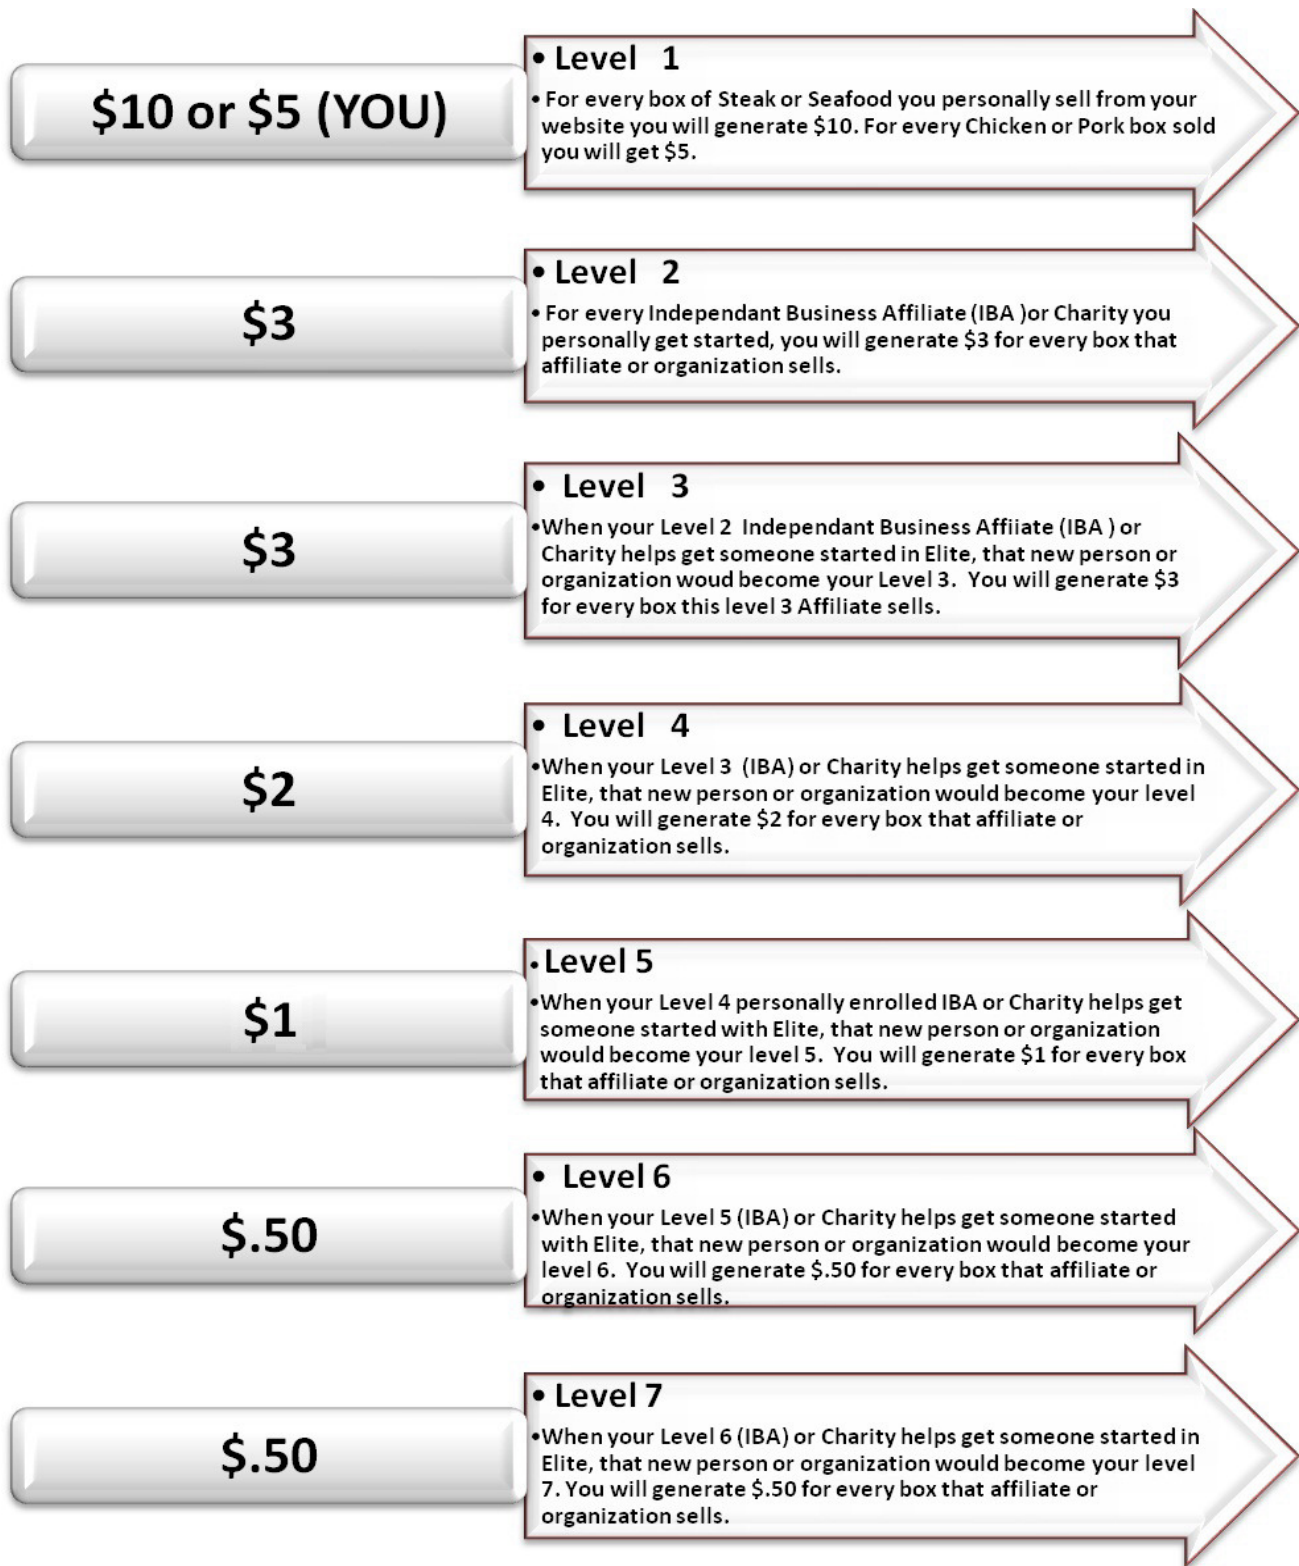 $10 or $5 (YOU)
• Level 1
• For every box of Steak or Seafood you personally sell from your
website you will generate $10. For every Chicken or Pork box sold
you will get $5.
$3
• Level 2
• For every Independant Business Affiliate (IBA )or Charity you
personally get started, you will generate $3 for every box that
affiliate or organization sells.
$3
• Level 3
•When your Level 2 Independant Business Affiiate (IBA ) or
Charity helps get someone started in Elite, that new person or
organization woud become your Level 3. You will generate $3
for every box this level 3 Affiliate sells.
$2
• Level 4
•When your Level 3 (IBA) or Charity helps get someone started in
Elite, that new person or organization would become your level
4. You will generate $2 for every box that affiliate or
organization sells.
$1
• Level 5
•When your Level 4 personally enrolled IBA or Charity helps get
someone started with Elite, that new person or organization
would become your level 5. You will generate $1 for every box
that affiliate or organization sells.
$.50
• Level 6
•When your Level 5 (IBA) or Charity helps get someone started
with Elite, that new person or organization would become your
level 6. You will generate $.50 for every box that affiliate or
organization sells.
$.50
• Level 7
•When your Level 6 (IBA) or Charity helps get someone started in
Elite, that new person or organization would become your level
7. You will generate $.50 for every box that affiliate or
organization sells.